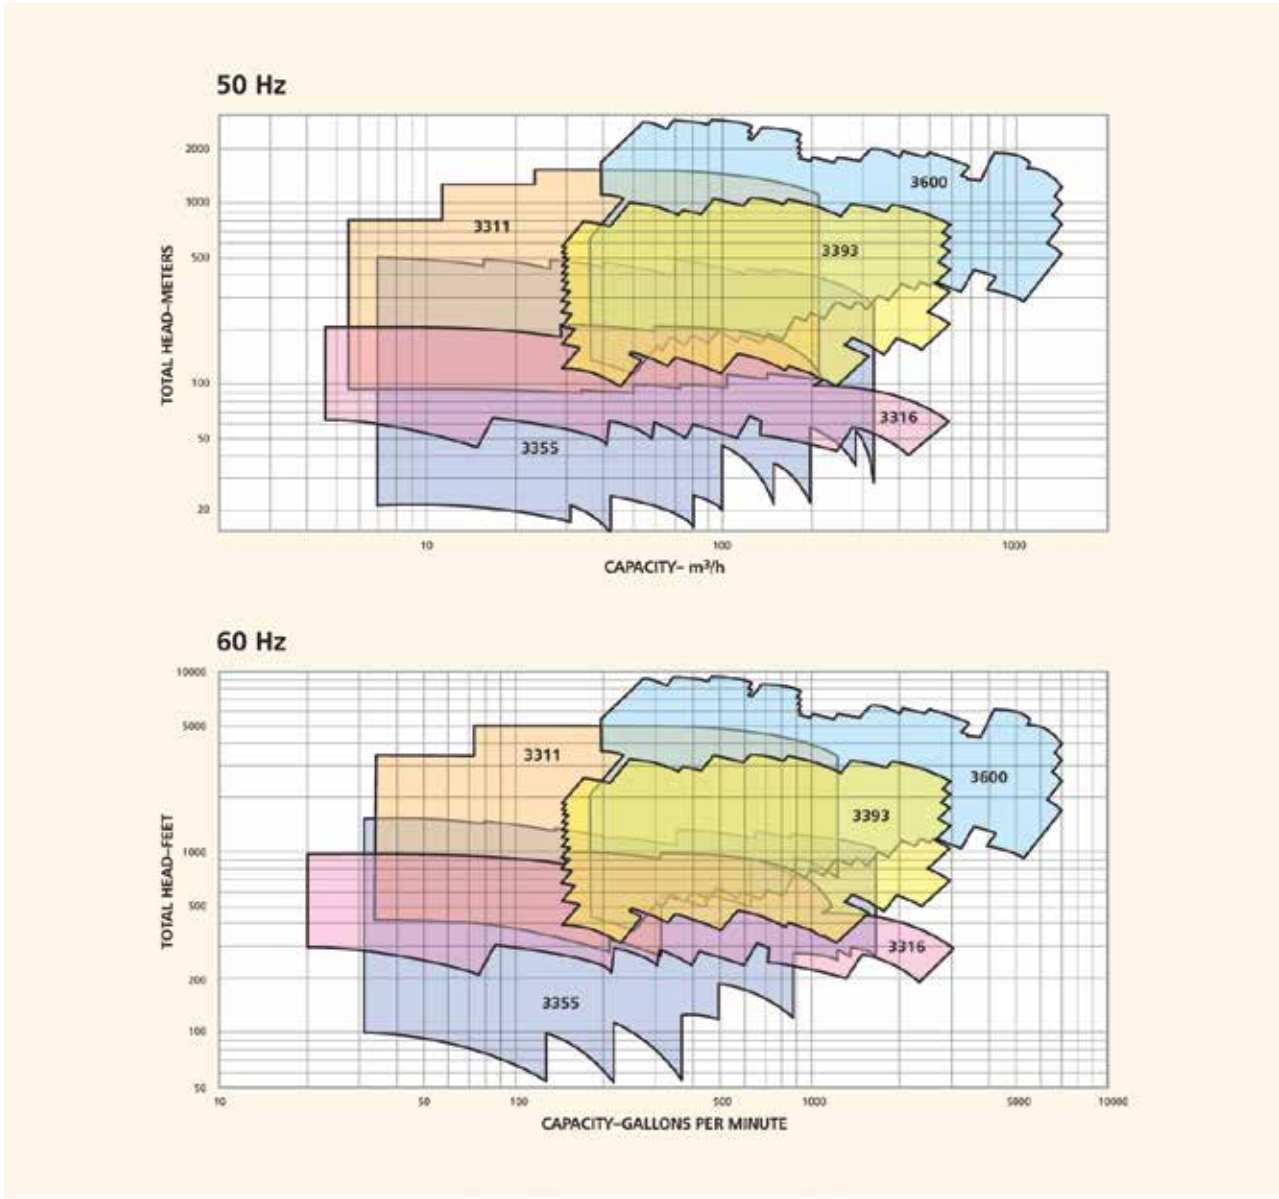 50 Hz
2000
3600
1000
3311
3393
500
100
3316
50
3355
20
TOTAL HEAD–METERS
10 100 1000
CAPACITY– m³/h
60 Hz
10000
5000
3311
3600
3393
1000
500
3316
200
3355
100
50
TOTAL HEAD–FEET
10 50 100 500 1000 5000 10000
CAPACITY–GALLONS PER MINUTE